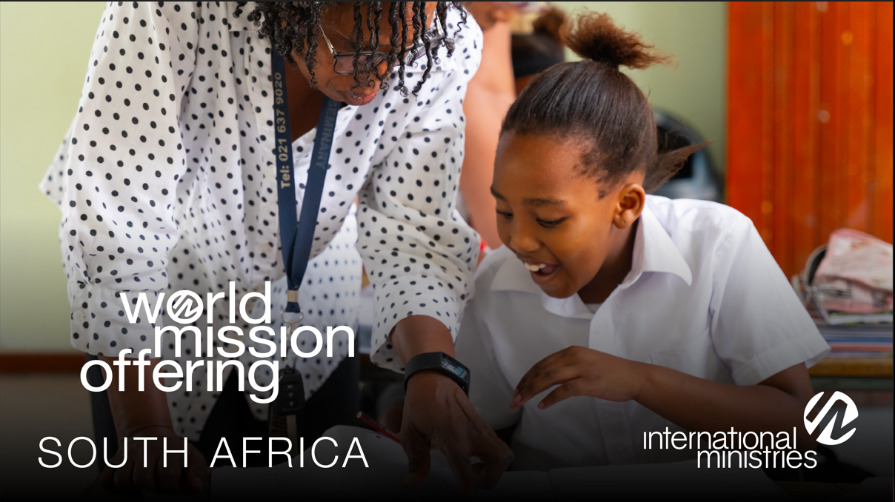 Tel: 021 637 9020
world
mission
offering
SOUTH AFRICA
international
ministries